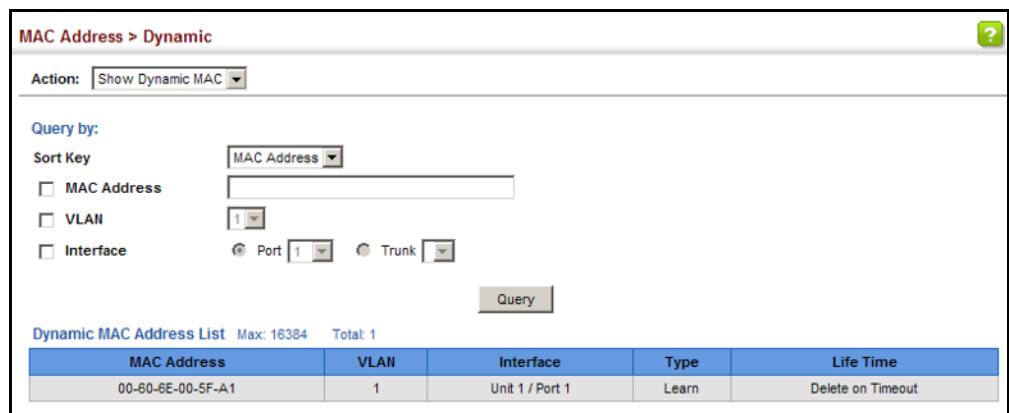 MAC Address > Dynamic
?
Action: Show Dynamic MAC
Query by:
Sort Key MAC Address
MAC Address
VLAN 1
Interface Port 1 Trunk
Query
Dynamic MAC Address List Max: 16384 Total: 1
MAC Address VLAN Interface Type Life Time
00-60-6E-00-5F-A1 1 Unit 1 / Port 1 Learn Delete on Timeout